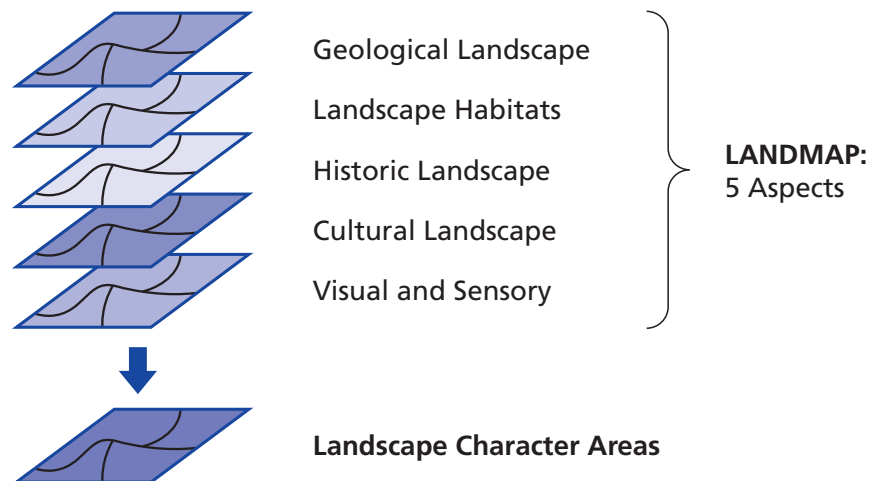 Geological Landscape
Landscape Habitats
Historic Landscape
Cultural Landscape
Visual and Sensory
LANDMAP:
5 Aspects
Landscape Character Areas